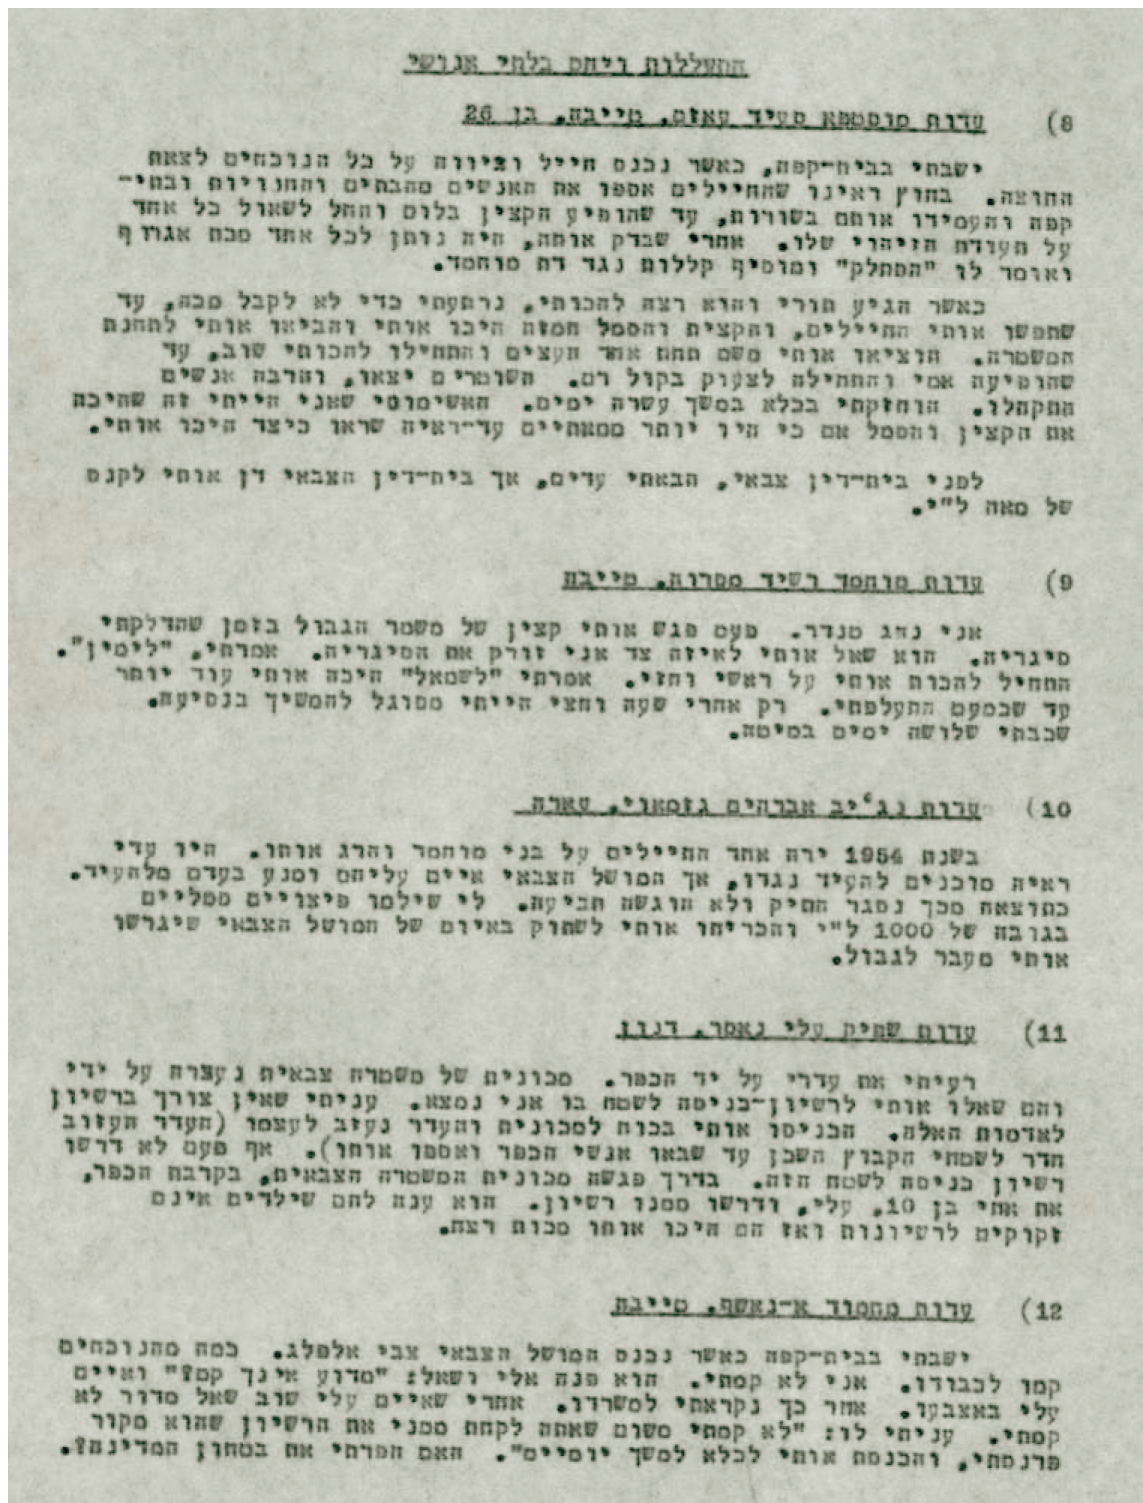 התעללות ויחס בלתי אנושי
8) עדות מוסטפא סעיד עאזם, טייבה, בן 26
ישבתי בבית-קפה, כאשר נכנס חייל וציווה על כל הנוכחים לצאת
החוצה. בחוץ ראינו שהחיילים אספו את האנשים מהבתים והחנויות ובתי-
קפה והעמידו אותם בשורות, עד שהופיע הקצין בלום והחל לשאול כל אחד
על תעודת הזיהוי שלו. אחרי שבדק אותה, היה נותן לכל אחד מכת אגרוף
ואומר לו "הסתלק" ומוסיף קללות נגד דת מוחמד.
כאשר הגיע תורי והוא רצה להכותי, נרתעתי כדי לא לקבל מכה, עד
שתפשו אותי החיילים, והקצית והסמל חמזה היכו אותי והביאו אותי לתחנת
המשטרה. הוציאו אותי משם תחת אחד העצים והתחילו להכותי שוב, עד
שהופיעה אמי והתחילה לצעוק בקול רם. השוטרים יצאו, והרבה אנשים
התקהלו. הוחזקתי בכלא במשך עשרה ימים. האשימוני שאני הייתי זה שהיכה
את הקצין והסמל אם כי היו יותר ממאתיים עד-ראיה שראו כיצד היכו אותי.
לפני בית-דין צבאי, הבאתי עדים, אך בית-דין הצבאי דן אותי לקנס
של מאה ל"י.
9) עדות מוחמד רשיד מסרוה, טייבה
אני נהג טנדר. פעם פגש אותי קצין של משמר הגבול בזמן שהדלקתי
סיגריה. הוא שאל אותי לאיזה צד אני זורק את הסיגריה. אמרתי, "לימין".
התחיל להכות אותי על ראשי וחזי. אמרתי "לשמאל" היכה אותי עוד יותר
עד שכמעט התעלפתי. רק אחרי שעה וחצי הייתי מסוגל להמשיך בנסיעה.
שכבתי שלושה ימים במיטה.
10) עדות נג'יב אברהים גזמאוי, עארה
בשנת 1954 ירה אחד החיילים על בני מוחמד והרג אותו. היו עדי
ראיה מוכנים להעיד נגדו, אך המושל הצבאי איים עליהם ומנע בעדם מלהעיד.
כתוצאה מכך נסגר התיק ולא הוגשה תביעה. לי שילמו פיצויים סמליים
בגובה של 1000 ל"י והכריחו אותי לשתוק באיום של המושל הצבאי שיגרשו
אותי מעבר לגבול.
11) עדות שפיק עלי נאסר, דנון
רעיתי את עדרי על יד הכפר. מכונית של משטרה צבאית נעצרה על ידי
והם שאלו אותי לרשיון-כניסה לשטח בו אני נמצא. עניתי שאין צורך ברשיון
לאדמות האלה. הכניסו אותי בכוח למכונית והעדר נעזב לעצמו (העדר העזוב
חדר לשטחי הקבוץ השכן עד שבאו אנשי הכפר ואספו אותו). אף פעם לא דרשו
רשיון כניסה לשטח הזה. בדרך פגשה מכונית המשטרה הצבאית, בקרבת הכפר,
את אחי בן 10, עלי, ודרשו ממנו רשיון. הוא ענה להם שילדים אינם
זקוקים לרשיונות ואז הם היכו אותו מכות רצח.
12) עדות מחמוד א-נאשף, טייבה
ישבתי בבית-קפה כאשר נכנס המושל הצבאי צבי אלפלג. כמה מהנוכחים
קמו לכבודו. אני לא קמתי. הוא פנה אלי ושאל: "מדוע אינך קם?" ואיים
עלי באצבעו. אחר כך נקראתי למשרדו. אחרי שאיים עלי שוב שאל מדוע לא
קמתי. עניתי לו: "לא קמתי משום שאתה לקחת ממני את הרשיון שהוא מקור
פרנסתי, והכנסת אותי לכלא למשך יומיים". האם הפרתי את בטחון המדינה?.